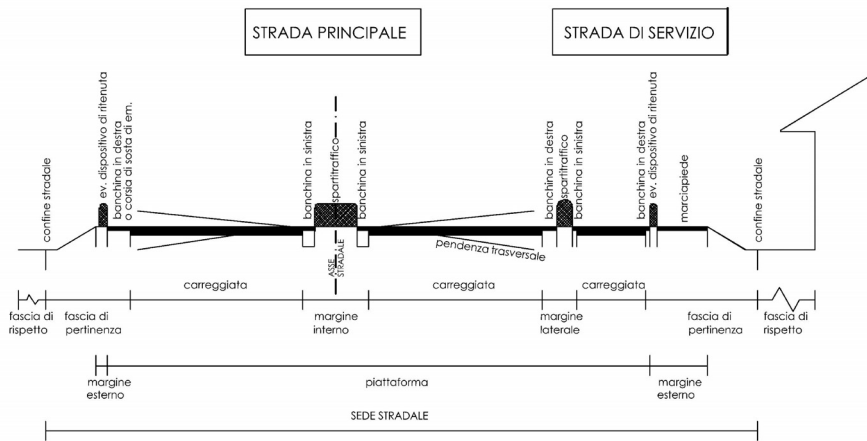 STRADA PRINCIPALE
STRADA DI SERVIZIO
confine stradale
ev. dispositivo di ritenuta
banchina in destra
o corsia di sosta di em.
banchina in sinistra
spartitraffico
banchina in sinistra
banchina in destra
spartitraffico
banchina in sinistra
banchina in destra
ev. dispositivo di ritenuta
marciapiede
confine stradale
pendenza trasversale
ASSE
STRADALE
carreggiata
carreggiata
carreggiata
fascia di
rispetto
fascia di
pertinenza
margine
interno
margine
laterale
fascia di
pertinenza
fascia di
rispetto
margine
esterno
piattaforma
margine
esterno
SEDE STRADALE